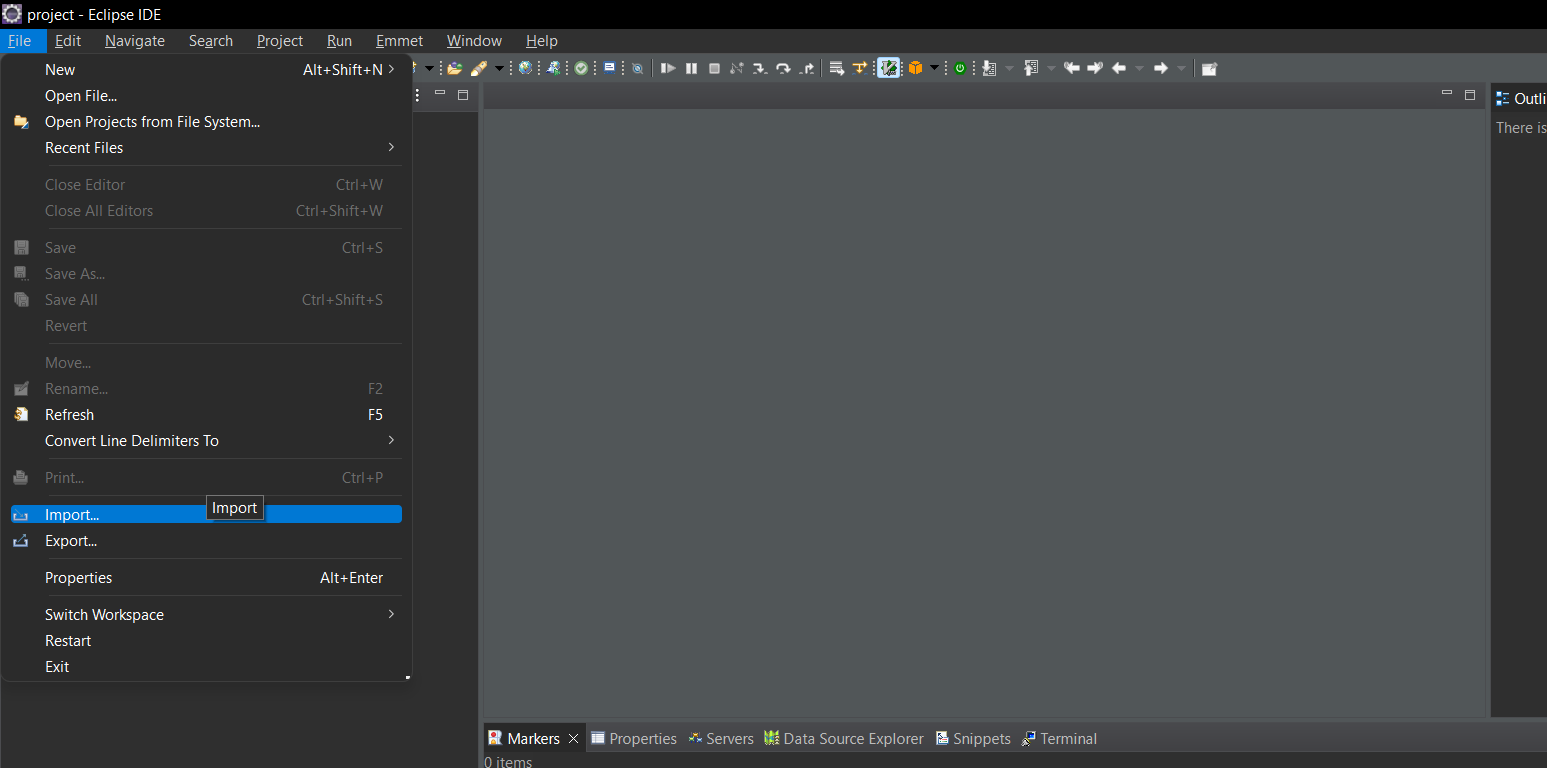 project - Eclipse IDE
File Edit Navigate Search Project Run Emmet Window Help
New Alt+Shift+N
Open File...
Open Projects from File System...
Recent Files
Close Editor Ctrl+W
Close All Editors Ctrl+Shift+W
Save Ctrl+S
Save As...
Save All Ctrl+Shift+S
Revert
Move...
Rename... F2
Refresh F5
Convert Line Delimiters To
Print... Ctrl+P
Import...
Import
Export...
Properties Alt+Enter
Switch Workspace
Restart
Exit
Outli
There is
Markers Properties Servers Data Source Explorer Snippets Terminal
0 items